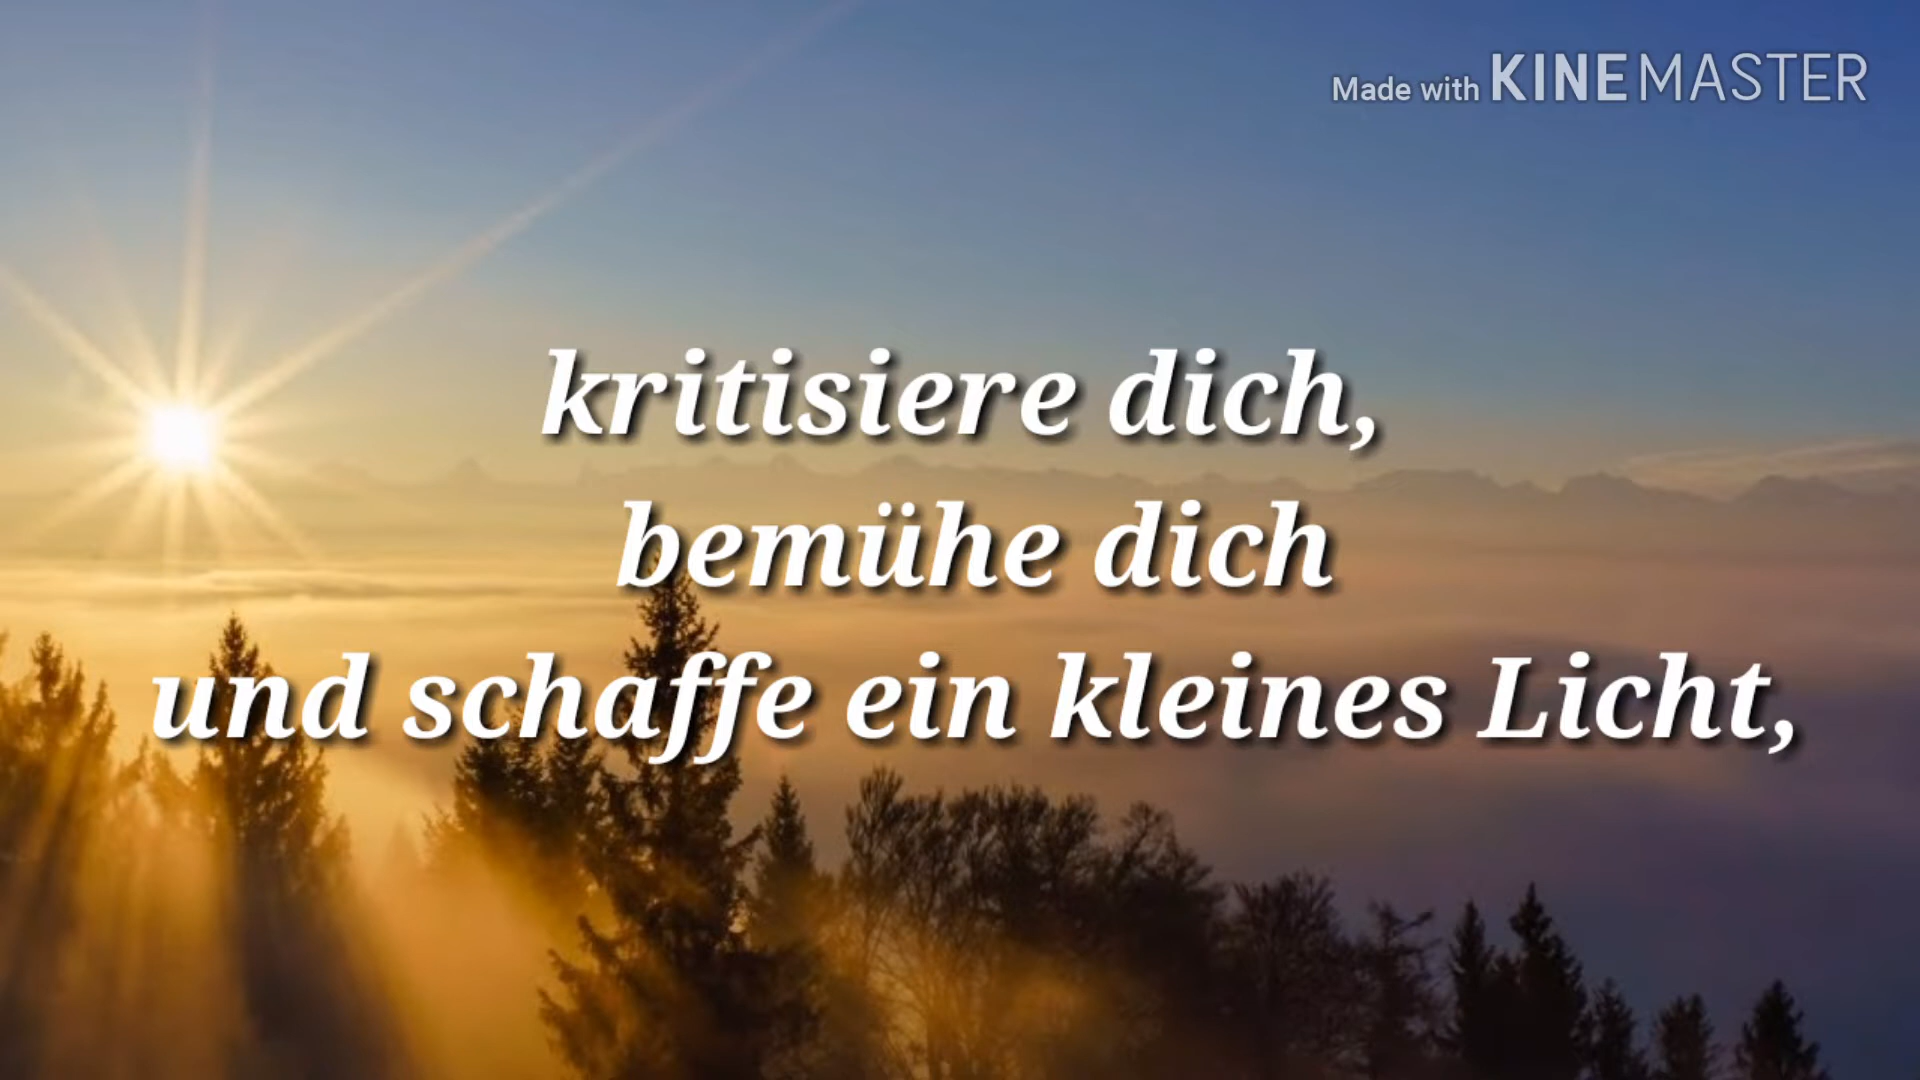 Made with KINEMASTER
kritisiere dich,
bemühe dich
und schaffe ein kleines Licht,